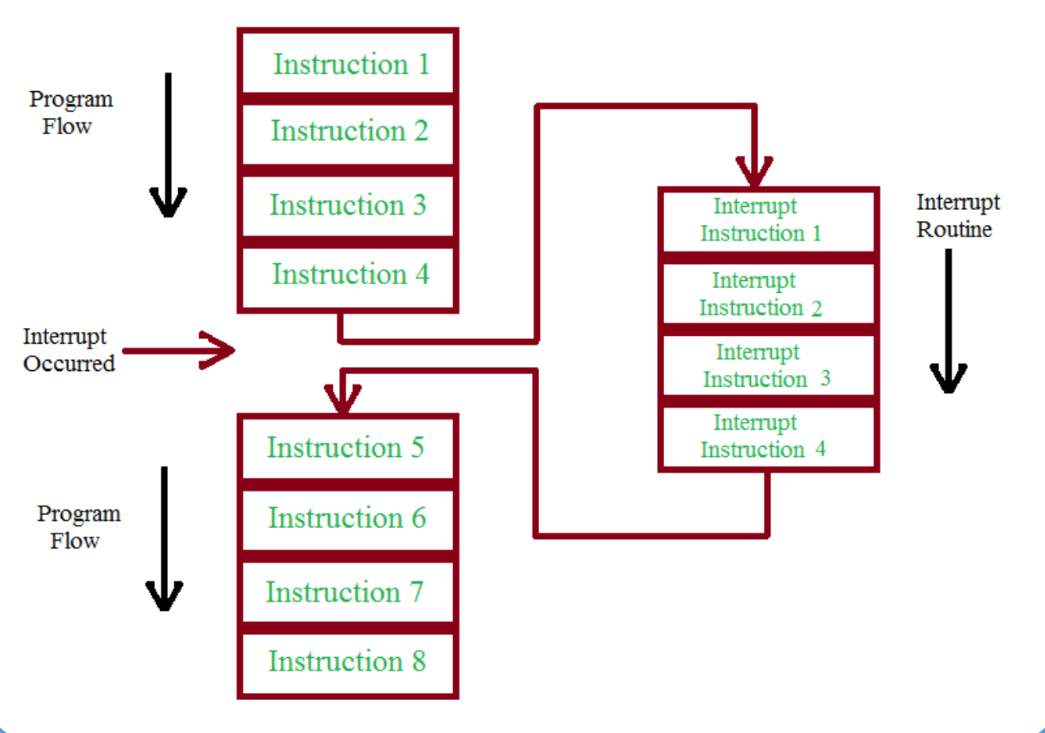 Program
Flow
Instruction 1
Instruction 2
Instruction 3
Instruction 4
Interrupt
Occurred
Interrupt
Instruction 1
Interrupt
Instruction 2
Interrupt
Instruction 3
Interrupt
Instruction 4
Interrupt
Routine
Program
Flow
Instruction 5
Instruction 6
Instruction 7
Instruction 8